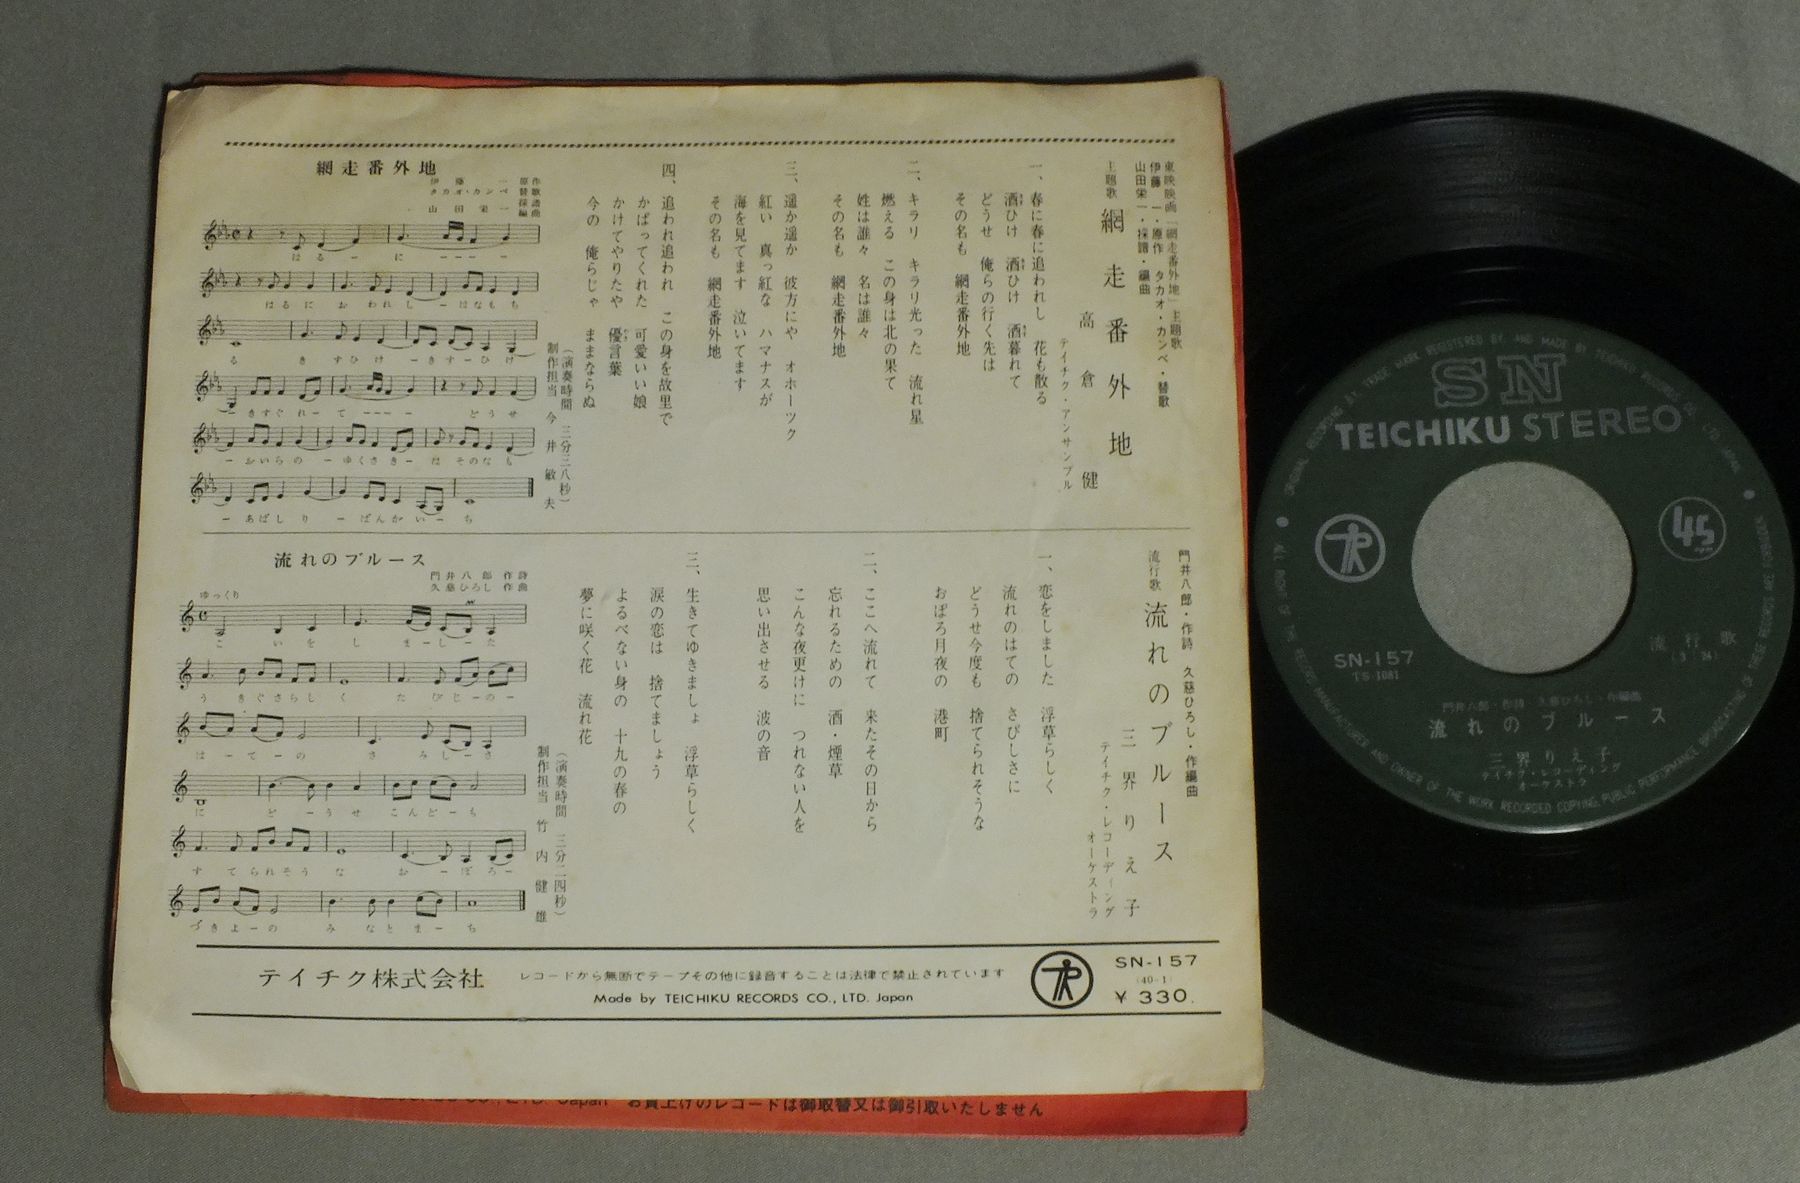 東映映画「網走番外地」主題歌
伊藤 一・原作 タカオ・カンベ・替歌
山田栄一・採譜・編曲
主題歌 網走番外地
高倉 健
テイチク・アンサンブル
一、春に春に追われし 花も散る
酒ひけ 酒ひけ 酒暮れて
どうせ 俺らの行く先は
その名も 網走番外地
二、キラリ キラリ光った 流れ星
燃える この身は北の果て
姓は誰々 名は誰々
その名も 網走番外地
三、遥か遥か 彼方にや オホーツク
紅い 真っ紅な ハマナスが
海を見てます 泣いてます
その名も 網走番外地
四、追われ追われ この身を故里で
かばってくれた 可愛いい娘
かけてやりたや 優言葉
今の 俺らじゃ ままならぬ
(演奏時間 三分三八秒)
制作担当 今井敏夫
網走番外地
伊藤 一 原作
タカオ・カンベ 替歌
山田栄一 採譜 編曲
はるー に ーーーー
はるに おわれしーはなもち
る きすひけーきすーひけ
ーきすぐれーてーーーー どうせ
ーおいらのーゆくさきーは そのなも
ーあばしりーばんがいーち
門井八郎・作詩 久慈ひろし・作編曲
流行歌 流れのブルース
三界りえ子
テイチク・レコーディング
オーケストラ
一、恋をしました 浮草らしく
流れのはての さびしさに
どうせ今度も 捨てられそうな
おぼろ月夜の 港町
二、ここへ流れて 来たその日から
忘れるための 酒・煙草
こんな夜更けに つれない人を
思い出させる 波の音
三、生きてゆきましょ 浮草らしく
涙の恋は 捨てましょう
よるべない身の 十九の春の
夢に咲く花 流れ花
(演奏時間 三分二四秒)
制作担当 竹内健雄
流れのブルース
門井八郎 作詩
久慈ひろし 作曲
ゆっくり
こ いをし まーしーた
うきぐさらしく たびじーのー
はーてーの さみしーさ
に どーうせ こんどーも
すてられそうな おーぼろー
づきよーの みなとまーち
テイチク株式会社
レコードから無断でテープその他に録音することは法律で禁止されています
Made by TEICHIKU RECORDS CO., LTD. Japan
SN-157
(40-1)
¥ 330.
お買上げのレコードは御取替又は御引取いたしません
SN
TEICHIKU STEREO
45
SN-157
TS-1081
流行歌
門井八郎・作詩 久慈ひろし・作編曲
流れのブルース
三界りえ子
テイチク・レコーディング
オーケストラ